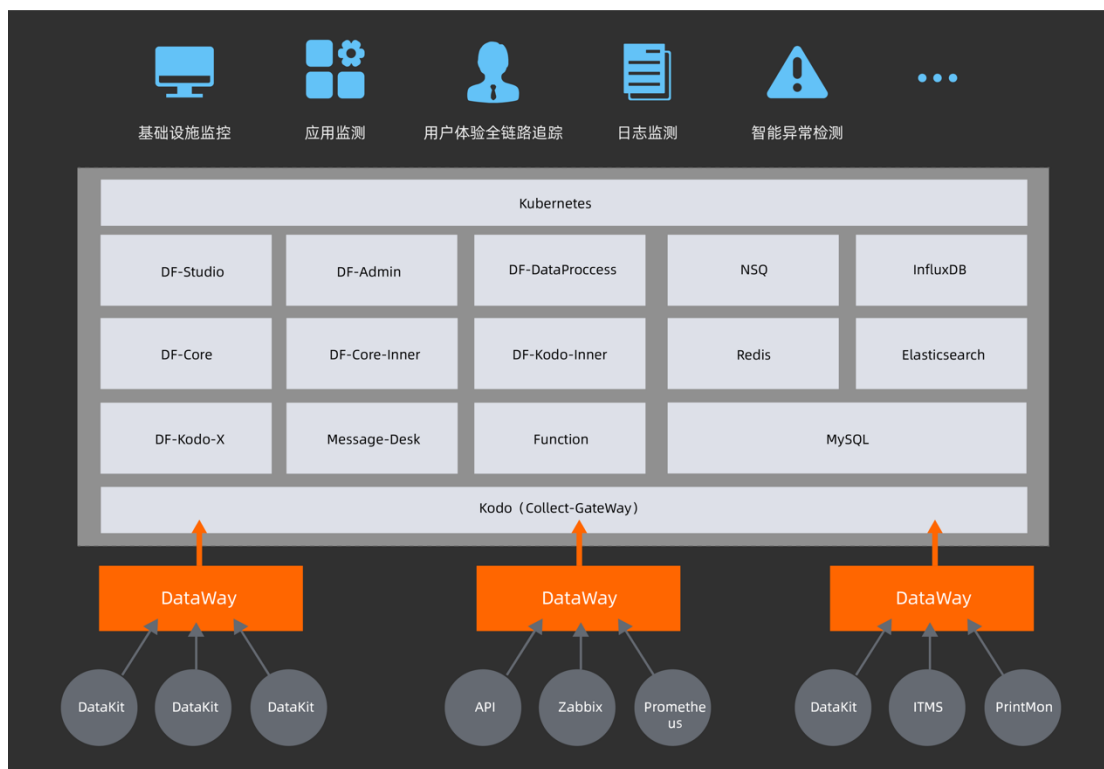 基础设施监控
应用监测
用户体验全链路追踪
日志监测
智能异常检测
Kubernetes
DF-Studio
DF-Admin
DF-DataProccess
NSQ
InfluxDB
DF-Core
DF-Core-Inner
DF-Kodo-Inner
Redis
Elasticsearch
DF-Kodo-X
Message-Desk
Function
MySQL
Kodo（Collect-GateWay）
DataWay
DataWay
DataWay
DataKit
DataKit
DataKit
API
Zabbix
Promethe
us
DataKit
ITMS
PrintMon